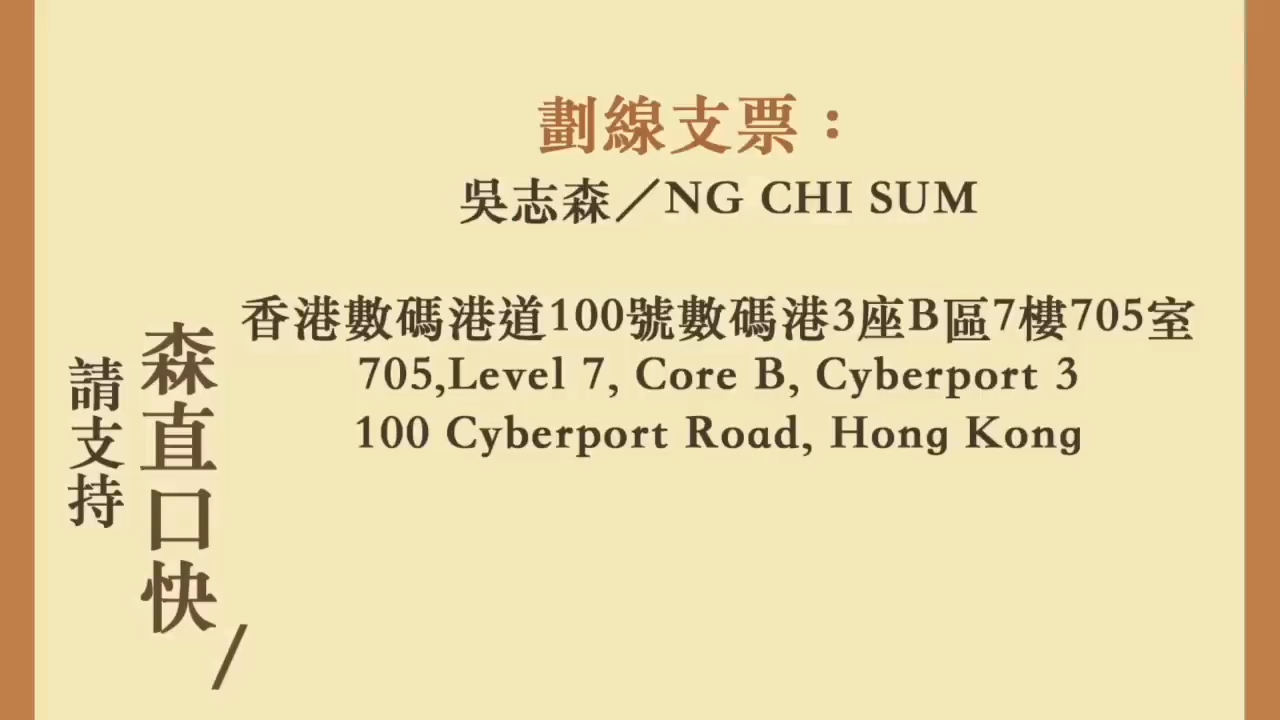 劃線支票：
吳志森／NG CHI SUM
香港數碼港道100號數碼港3座B區7樓705室
705,Level 7, Core B, Cyberport 3
100 Cyberport Road, Hong Kong
請支持
森直口快
/